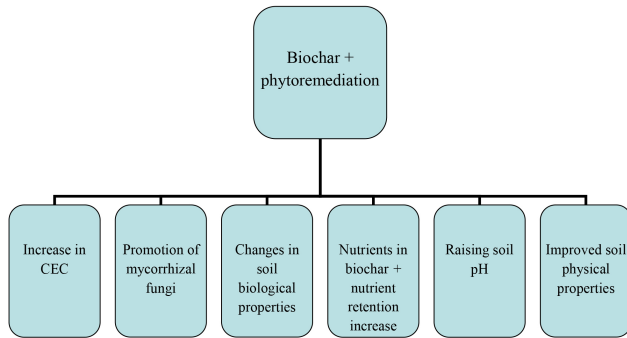 Biochar +
phytoremediation
Increase in
CEC
Promotion of
mycorrhizal
fungi
Changes in
soil
biological
properties
Nutrients in
biochar +
nutrient
retention
increase
Raising soil
pH
Improved soil
physical
properties